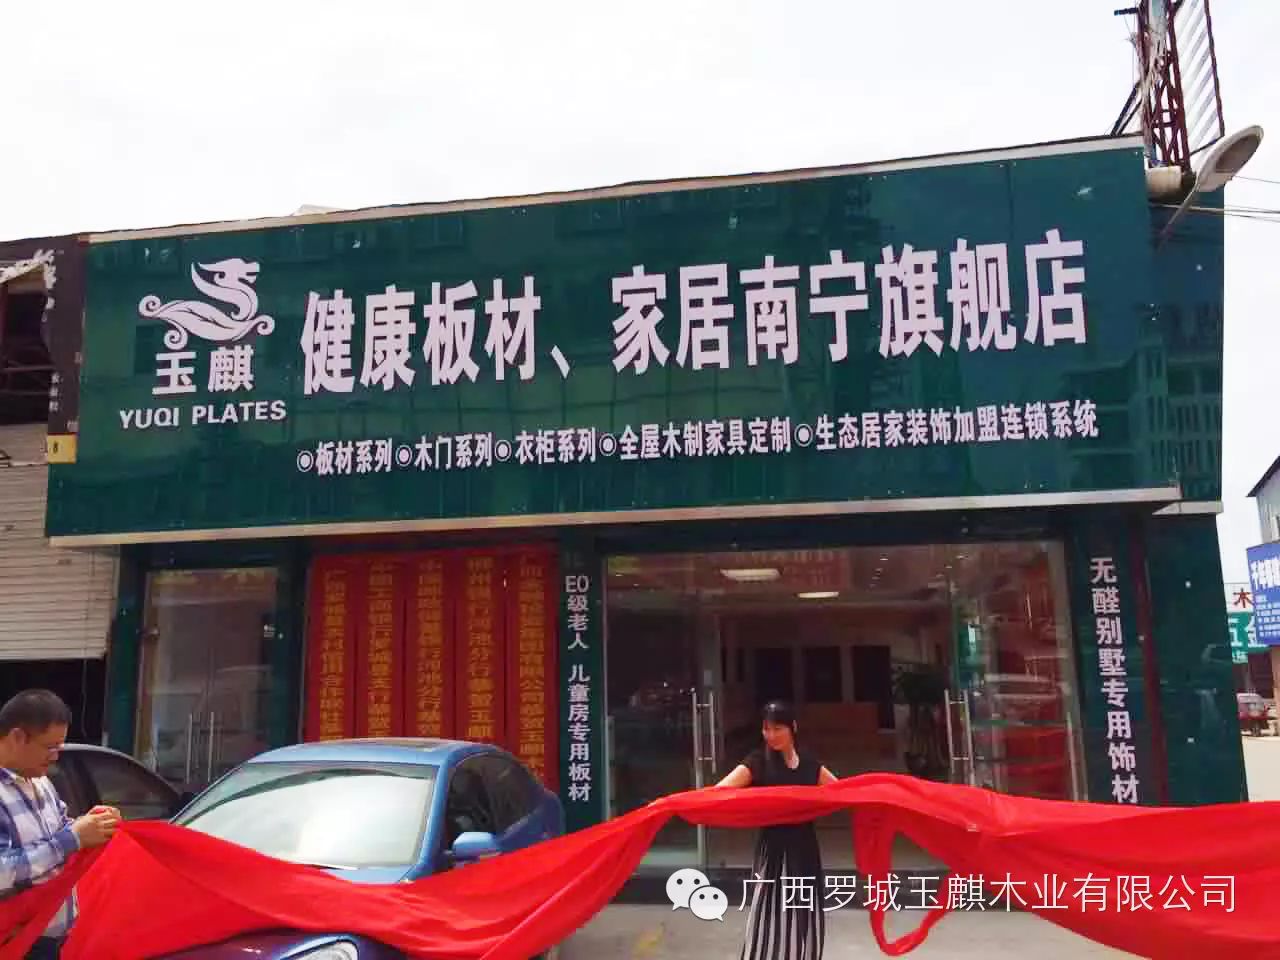 玉麒
YUQI PLATES
健康板材、家居南宁旗舰店
◉板材系列◉木门系列◉衣柜系列◉全屋木制家具定制◉生态居家装饰加盟连锁系统
E0级老人 儿童房专用板材
无醛别墅专用饰材
8
木
五金
广西罗城玉麒木业有限公司